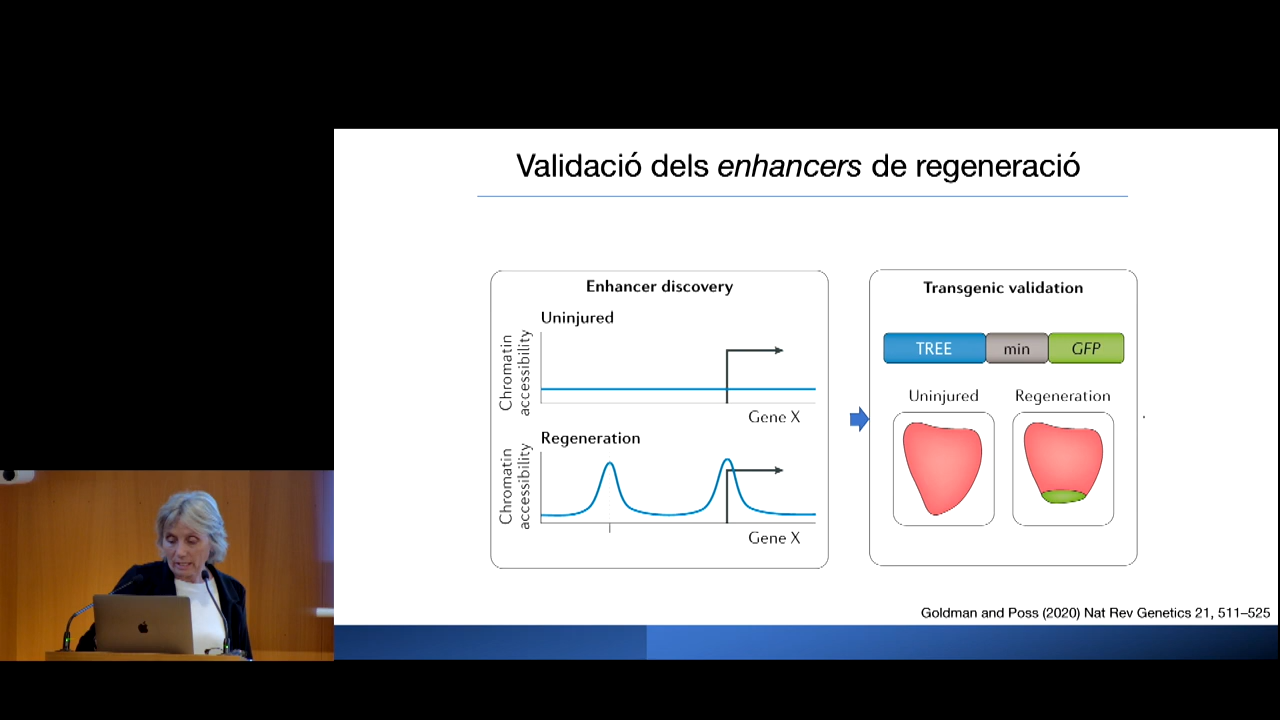 Validació dels enhancers de regeneració
Enhancer discovery
Uninjured
Chromatin
accessibility
Gene X
Regeneration
Chromatin
accessibility
Gene X
Transgenic validation
TREE min GFP
Uninjured Regeneration
Goldman and Poss (2020) Nat Rev Genetics 21, 511–525